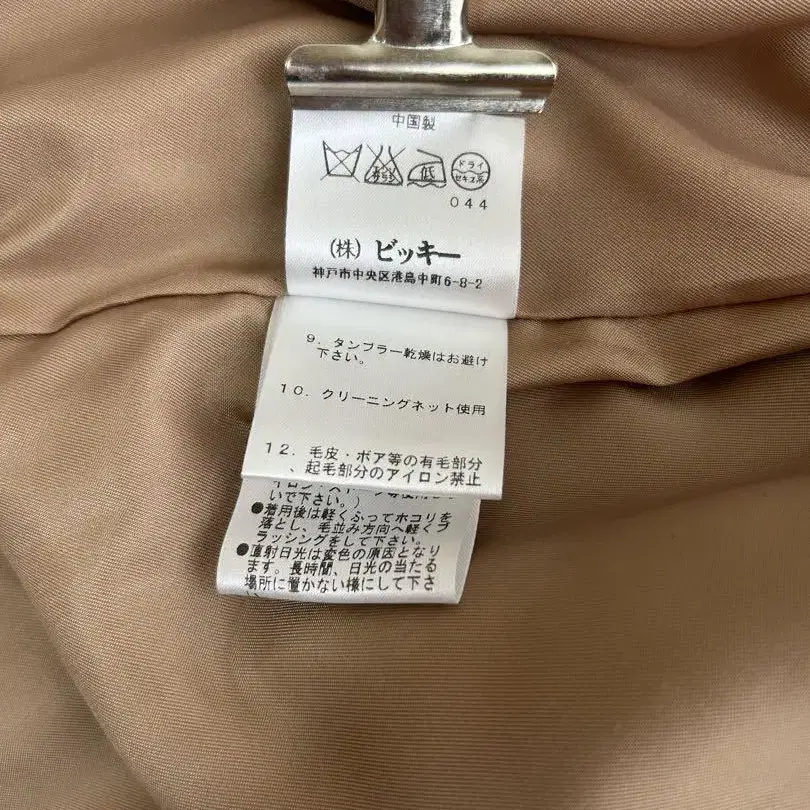 中国製
エンソサラシ
低
ドライ
セキユ系
044
(株) ビッキー
神戸市中央区港島中町6-8-2
9. タンブラー乾燥はお避け
下さい。
10. クリーニングネット使用
12. 毛皮・ボア等の有毛部分
、起毛部分のアイロン禁止
いで下さい。)
●着用後は軽くふってホコリを
落とし、毛並み方向へ軽くブ
ラッシングをして下さい。
●直射日光は変色の原因となり
ます。長時間、日光の当たる
場所に置かない様にして下さ